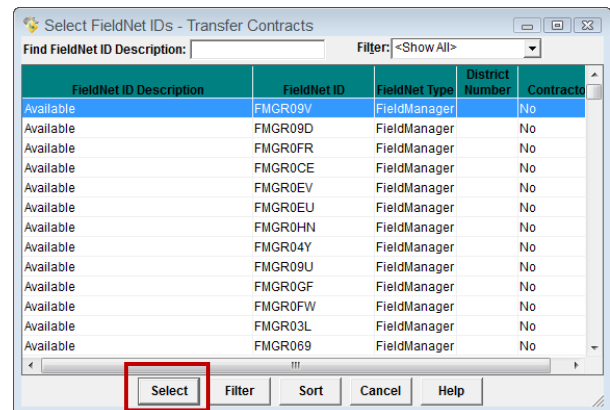 Select FieldNet IDs - Transfer Contracts
Find FieldNet ID Description: Filter: <Show All>
FieldNet ID Description FieldNet ID FieldNet Type District Number Contracto
Available FMGR09V FieldManager No
Available FMGR09D FieldManager No
Available FMGR0FR FieldManager No
Available FMGR0CE FieldManager No
Available FMGR0EV FieldManager No
Available FMGR0EU FieldManager No
Available FMGR0HN FieldManager No
Available FMGR04Y FieldManager No
Available FMGR09U FieldManager No
Available FMGR0GF FieldManager No
Available FMGR0FW FieldManager No
Available FMGR03L FieldManager No
Available FMGR069 FieldManager No
Select Filter Sort Cancel Help